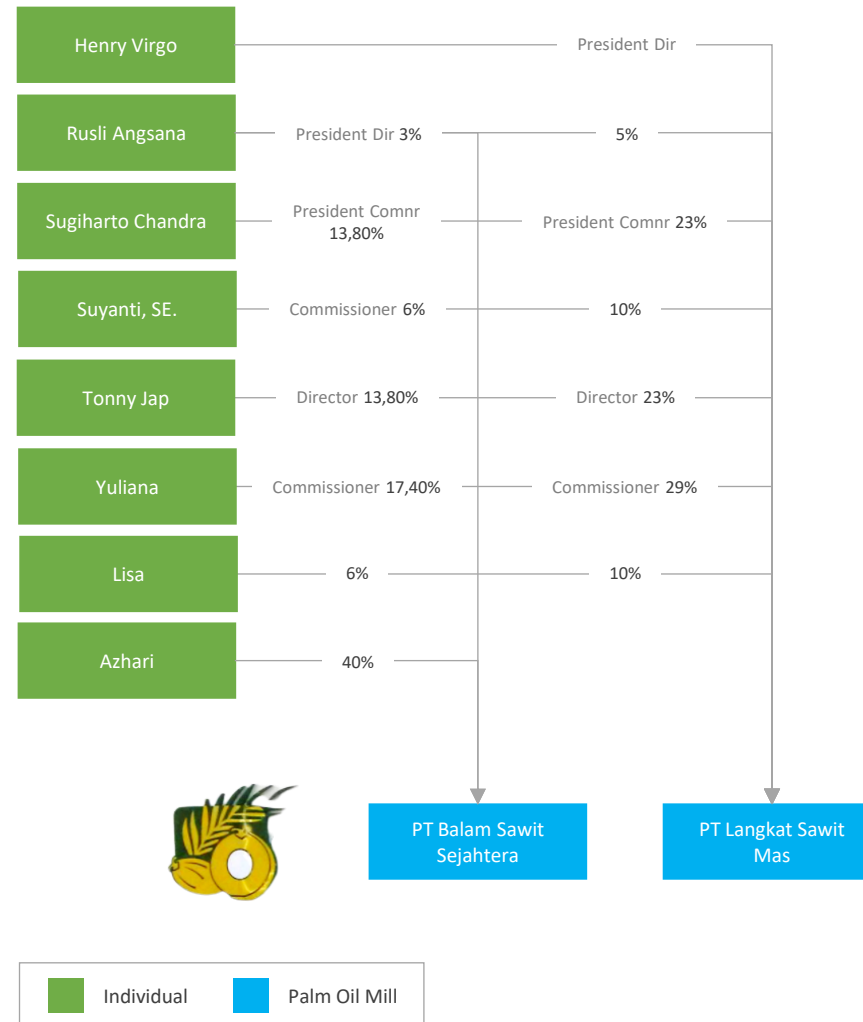 Henry Virgo
President Dir
Rusli Angsana
President Dir 3%
5%
Sugiharto Chandra
President Comnr
13,80%
President Comnr 23%
Suyanti, SE.
Commissioner 6%
10%
Tonny Jap
Director 13,80%
Director 23%
Yuliana
Commissioner 17,40%
Commissioner 29%
Lisa
6%
10%
Azhari
40%
PT Balam Sawit
Sejahtera
PT Langkat Sawit
Mas
Individual
Palm Oil Mill